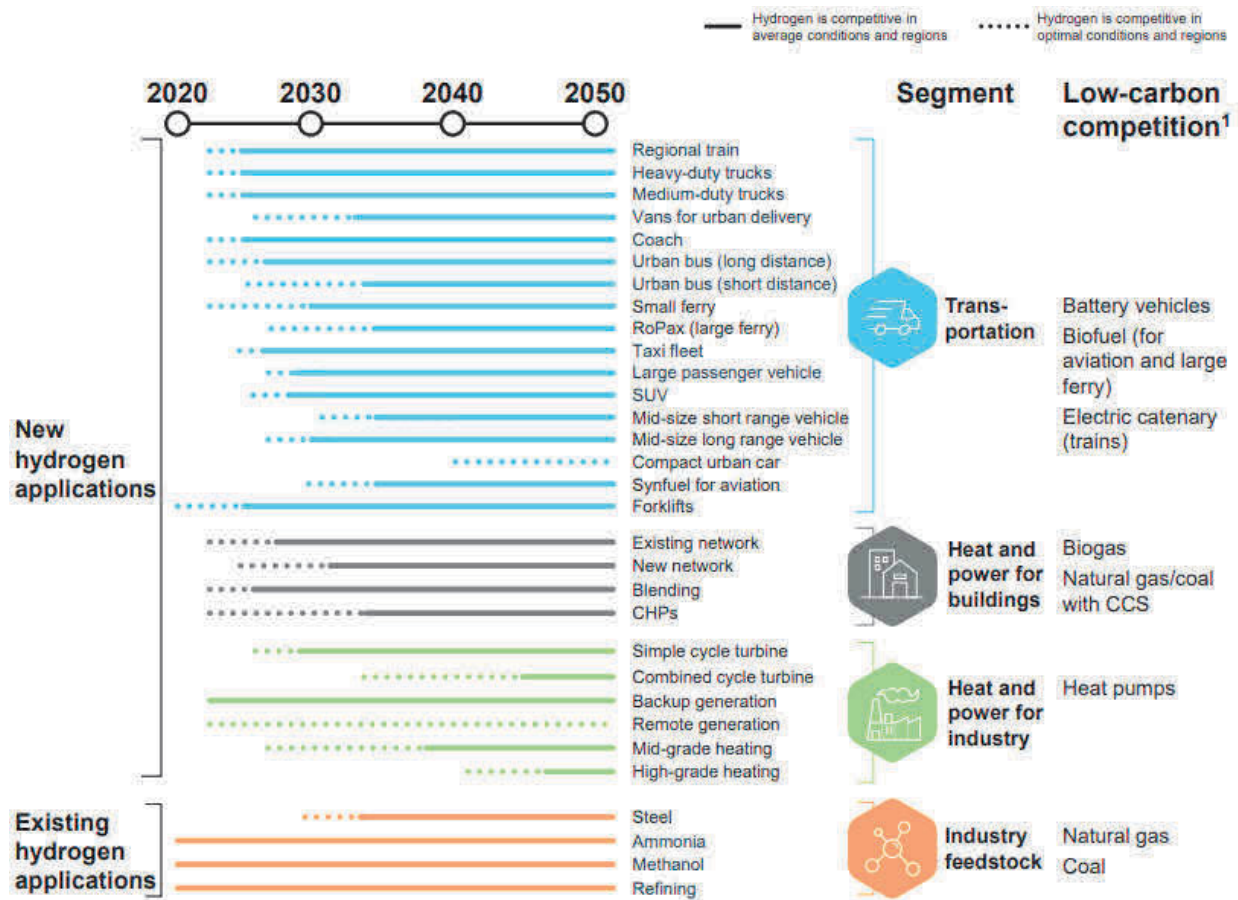 Hydrogen is competitive in
average conditions and regions
Hydrogen is competitive in
optimal conditions and regions
2020 2030 2040 2050
Segment
Low-carbon
competition1
New
hydrogen
applications
Regional train
Heavy-duty trucks
Medium-duty trucks
Vans for urban delivery
Coach
Urban bus (long distance)
Urban bus (short distance)
Small ferry
RoPax (large ferry)
Taxi fleet
Large passenger vehicle
SUV
Mid-size short range vehicle
Mid-size long range vehicle
Compact urban car
Synfuel for aviation
Forklifts
Trans-
portation
Battery vehicles
Biofuel (for
aviation and large
ferry)
Electric catenary
(trains)
Existing network
New network
Blending
CHPs
Heat and
power for
buildings
Biogas
Natural gas/coal
with CCS
Simple cycle turbine
Combined cycle turbine
Backup generation
Remote generation
Mid-grade heating
High-grade heating
Heat and
power for
industry
Heat pumps
Existing
hydrogen
applications
Steel
Ammonia
Methanol
Refining
Industry
feedstock
Natural gas
Coal